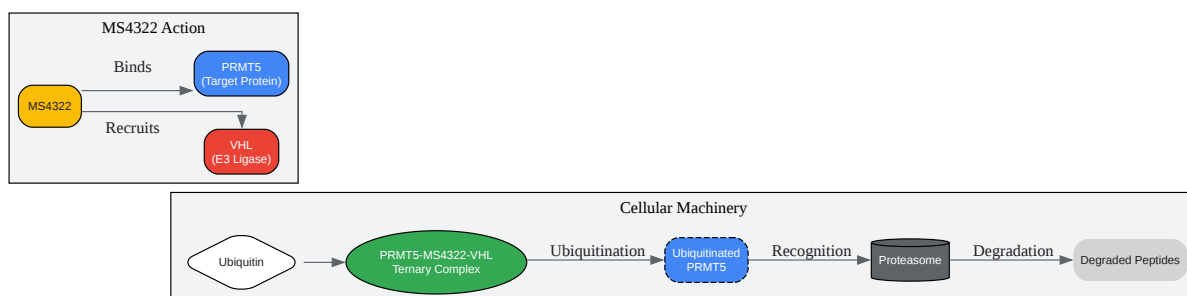 MS4322 Action
Binds
PRMT5
(Target Protein)
MS4322
Recruits
VHL
(E3 Ligase)
Cellular Machinery
Ubiquitin
PRMT5-MS4322-VHL
Ternary Complex
Ubiquitination
Ubiquitinated
PRMT5
Recognition
Proteasome
Degradation
Degraded Peptides